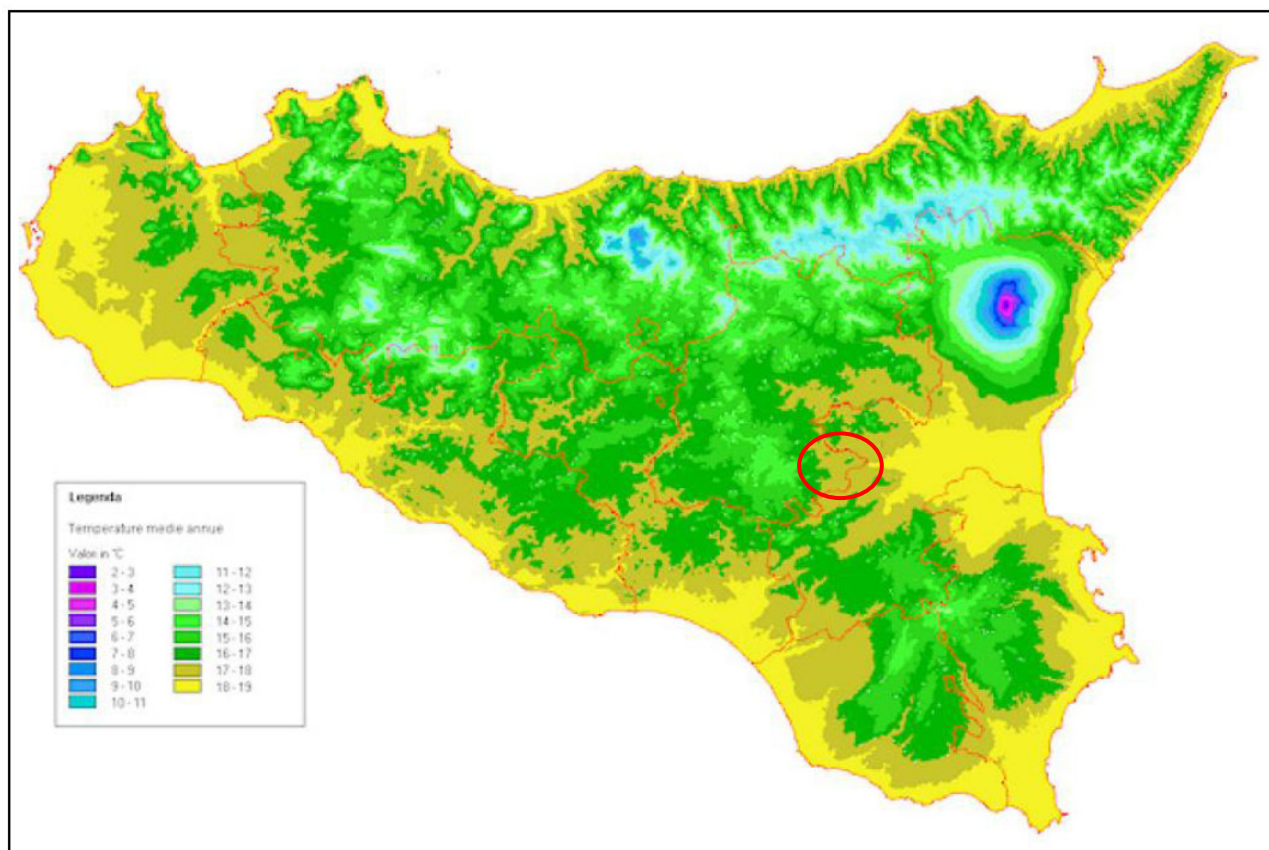 Legenda
Temperature medie annue
Valori in °C
2 - 3
3 - 4
4 - 5
5 - 6
6 - 7
7 - 8
8 - 9
9 - 10
10 - 11
11 - 12
12 - 13
13 - 14
14 - 15
15 - 16
16 - 17
17 - 18
18 - 19